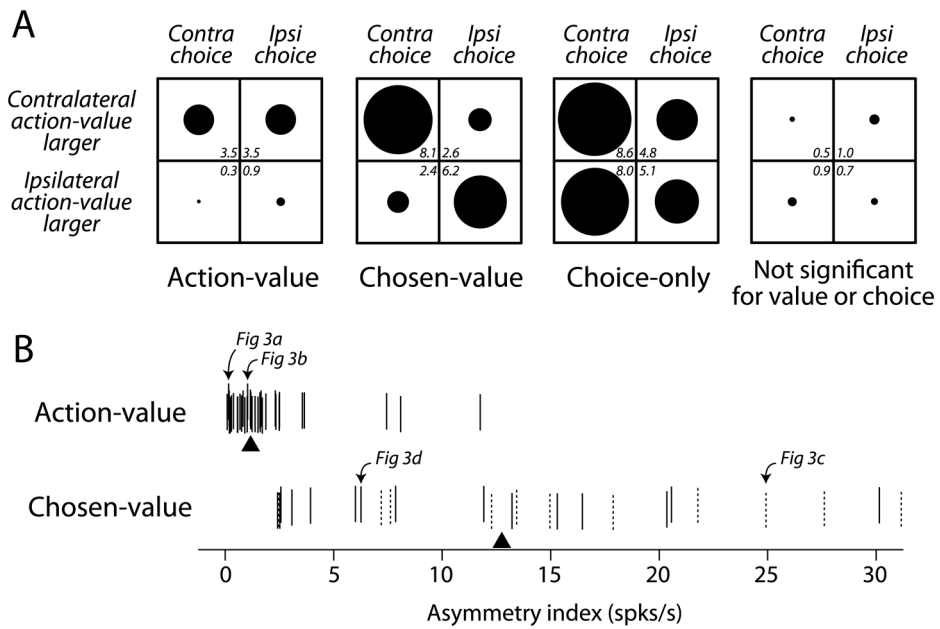 A
Contra choice
Ipsi choice
Contra choice
Ipsi choice
Contra choice
Ipsi choice
Contra choice
Ipsi choice
Contralateral
action-value
larger
3.5 3.5
8.1 2.6
8.6 4.8
0.5 1.0
Ipsilateral
action-value
larger
0.3 0.9
2.4 6.2
8.0 5.1
0.9 0.7
Action-value
Chosen-value
Choice-only
Not significant
for value or choice
B
Fig 3a
Fig 3b
Action-value
Fig 3d
Fig 3c
Chosen-value
0 5 10 15 20 25 30
Asymmetry index (spks/s)